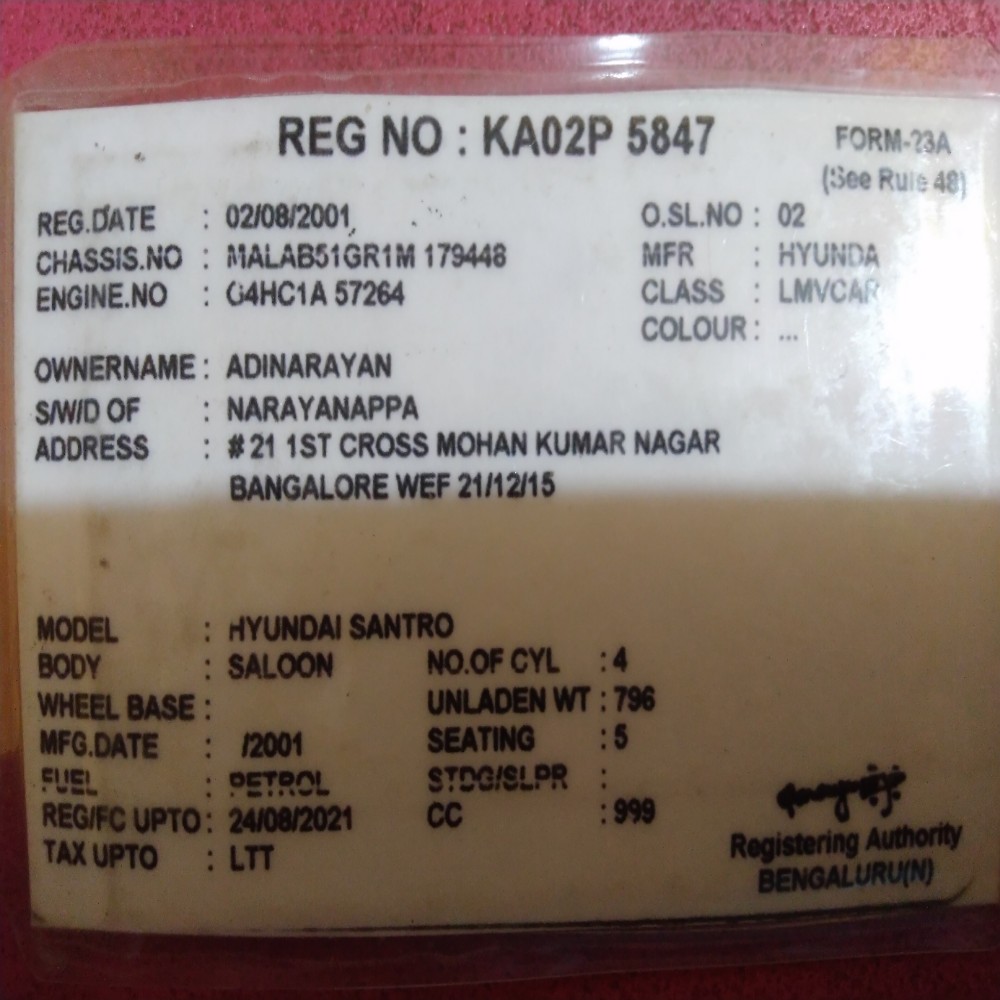 REG NO : KA02P 5847
FORM-23A
(See Rule 48)
REG.DATE : 02/08/2001
O.SL.NO : 02
CHASSIS.NO : MALAB51GR1M 179448
MFR : HYUNDA
ENGINE.NO : G4HC1A 57264
CLASS : LMVCAR
COLOUR : ...
OWNERNAME : ADINARAYAN
S/W/D OF : NARAYANAPPA
ADDRESS : # 21 1ST CROSS MOHAN KUMAR NAGAR
BANGALORE WEF 21/12/15
MODEL : HYUNDAI SANTRO
BODY : SALOON NO.OF CYL : 4
WHEEL BASE : UNLADEN WT : 796
MFG.DATE : /2001 SEATING : 5
FUEL : PETROL STDG/SLPR :
REG/FC UPTO : 24/08/2021 CC : 999
TAX UPTO : LTT
Registering Authority
BENGALURU(N)